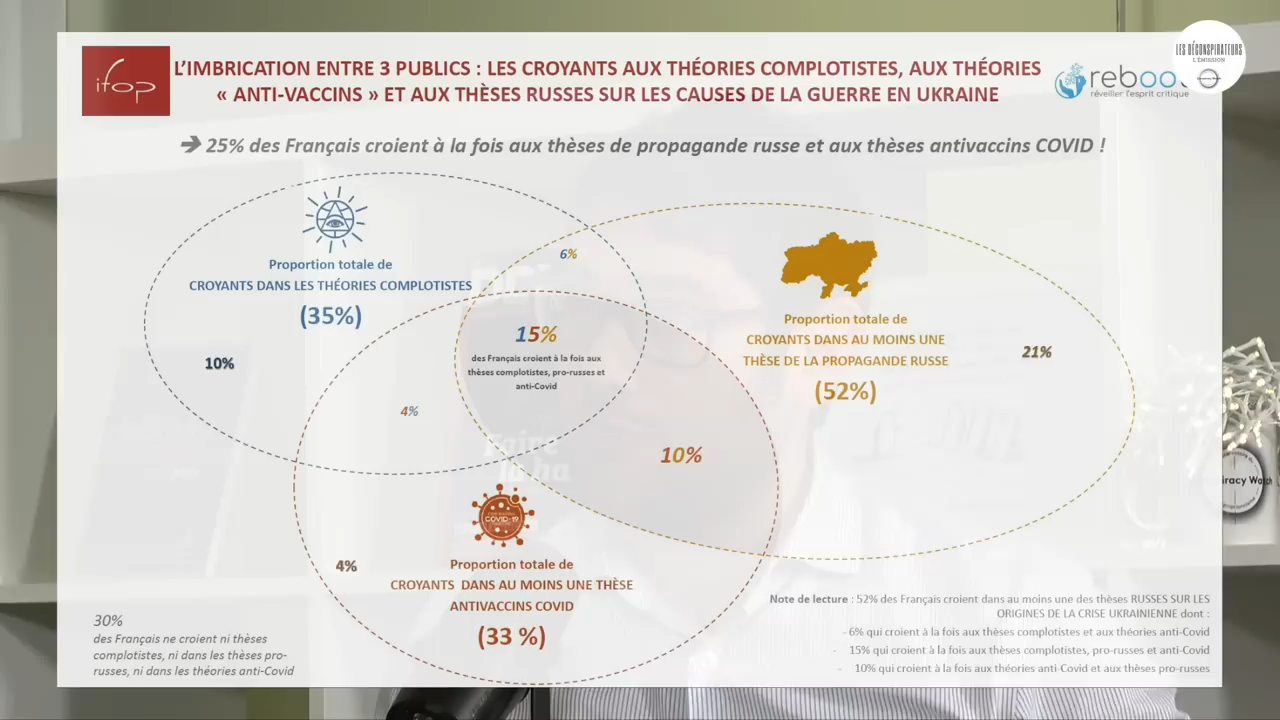 ifop
L'IMBRICATION ENTRE 3 PUBLICS : LES CROYANTS AUX THÉORIES COMPLOTISTES, AUX THÉORIES
« ANTI-VACCINS » ET AUX THÈSES RUSSES SUR LES CAUSES DE LA GUERRE EN UKRAINE
reboo
réveiller l'esprit critique
LES DÉCONSPIRATEURS
L'ÉMISSION
➔ 25% des Français croient à la fois aux thèses de propagande russe et aux thèses antivaccins COVID !
Proportion totale de
CROYANTS DANS LES THÉORIES COMPLOTISTES
(35%)
10%
6%
15%
des Français croient à la fois aux
thèses complotistes, pro-russes et
anti-Covid
4%
Proportion totale de
CROYANTS DANS AU MOINS UNE
THÈSE DE LA PROPAGANDE RUSSE
(52%)
21%
10%
Faire
la ha
COVID-19
4%
Proportion totale de
CROYANTS DANS AU MOINS UNE THÈSE
ANTIVACCINS COVID
(33 %)
30%
des Français ne croient ni thèses
complotistes, ni dans les thèses pro-
russes, ni dans les théories anti-Covid
Note de lecture : 52% des Français croient dans au moins une des thèses RUSSES SUR LES
ORIGINES DE LA CRISE UKRAINIENNE dont :
- 6% qui croient à la fois aux thèses complotistes et aux théories anti-Covid
- 15% qui croient à la fois aux thèses complotistes, pro-russes et anti-Covid
- 10% qui croient à la fois aux théories anti-Covid et aux thèses pro-russes
iracy Watch